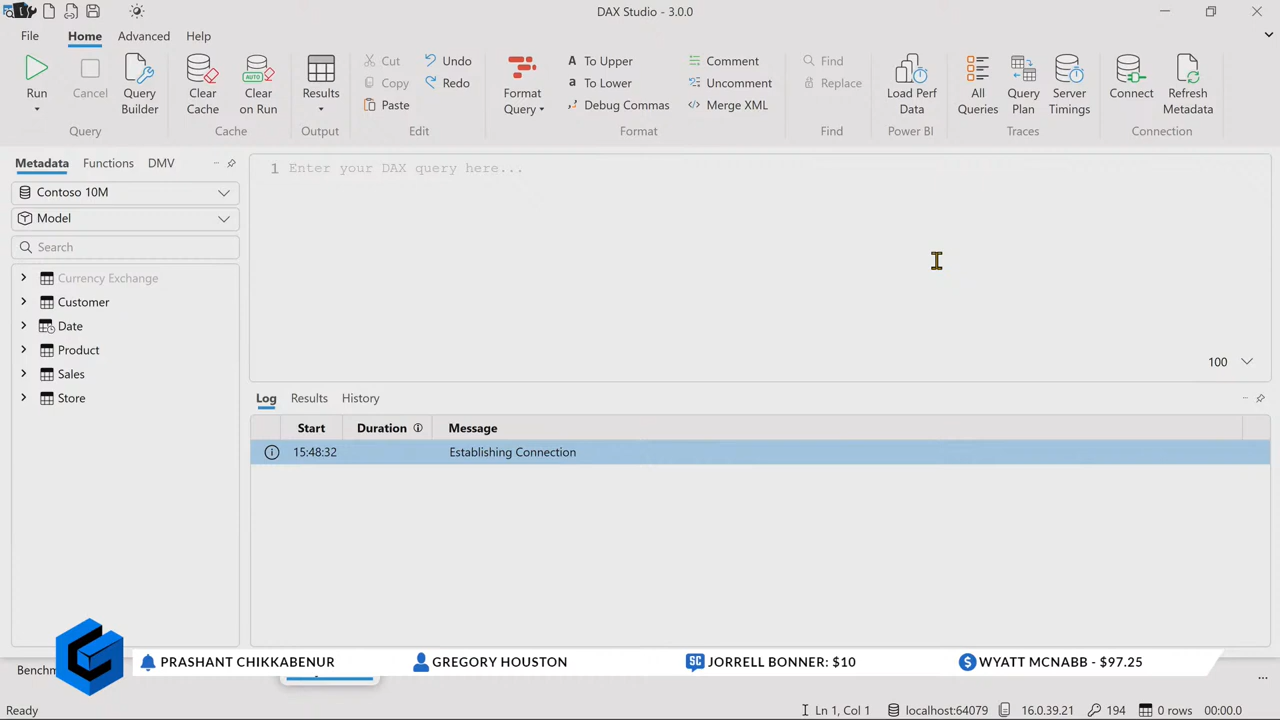 DAX Studio - 3.0.0
File Home Advanced Help
Run
Cancel
Query Builder
Query
Clear Cache
Clear on Run
AUTO
Cache
Results
Output
Cut
Copy
Paste
Undo
Redo
Edit
Format Query
A To Upper
a To Lower
Debug Commas
Comment
Uncomment
Merge XML
Format
Find
Replace
Find
Load Perf Data
Power BI
All Queries
Query Plan
Server Timings
Traces
Connect
Refresh Metadata
Connection
Metadata Functions DMV
Contoso 10M
Model
Search
Currency Exchange
Customer
Date
Product
Sales
Store
1 Enter your DAX query here...
100
Log Results History
Start Duration Message
15:48:32 Establishing Connection
Benchm
PRASHANT CHIKKABENUR GREGORY HOUSTON SC JORRELL BONNER: $10 $ WYATT MCNABB - $97.25
Ready Ln 1, Col 1 localhost:64079 16.0.39.21 194 0 rows 00:00.0